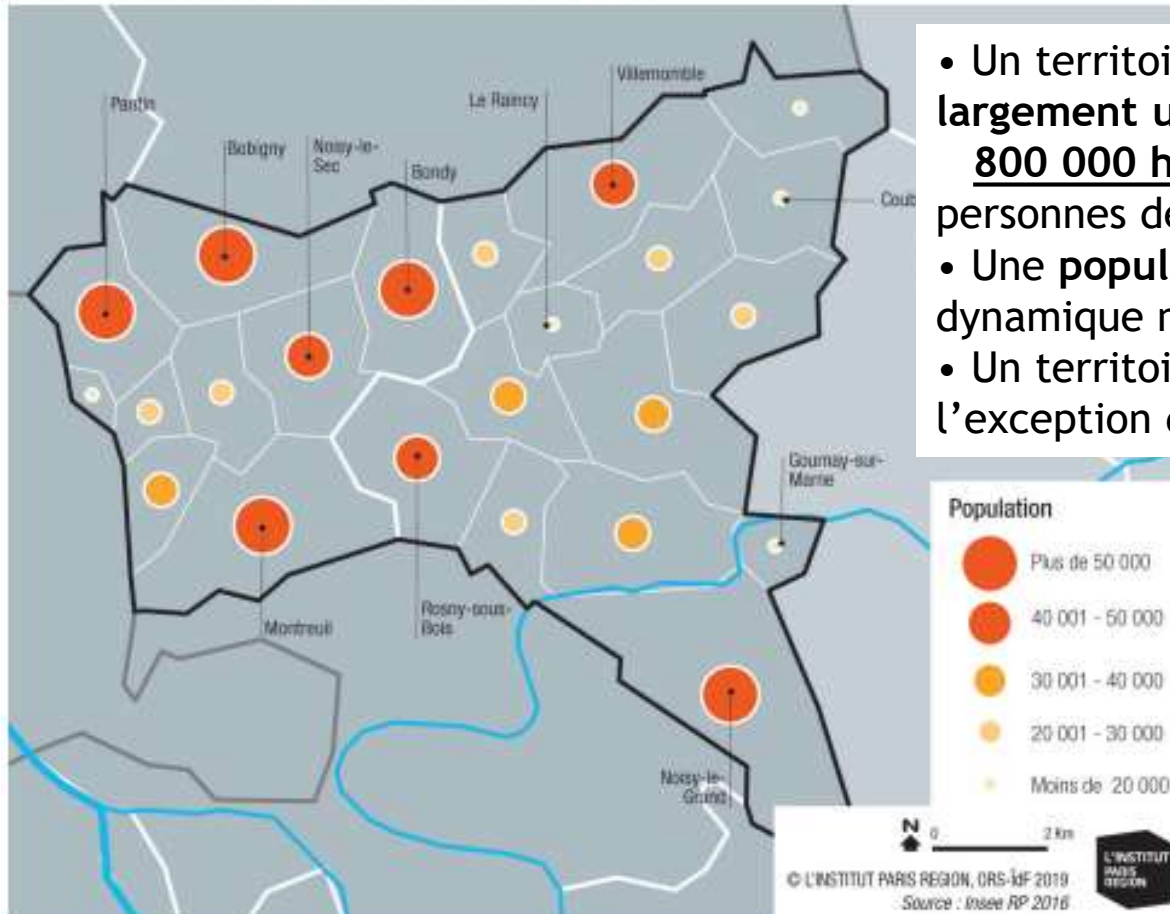 Pantin
Bobigny
Noisy-le-
Sec
Bondy
Le Raincy
Villemomble
Coub
Gournay-sur-
Marne
Montreuil
Rosny-sous-
Bois
Noisy-le-
Grand
• Un territoi
largement u
800 000 h
personnes de
• Une popul
dynamique
• Un territoi
l’exception
Population
Plus de 50 000
40 001 - 50 000
30 001 - 40 000
20 001 - 30 000
Moins de 20 000
N
0 2 Km
© L'INSTITUT PARIS REGION, ORS-îdF 2019
Source : Insee RP 2016
L'INSTITUT
PARIS
REGION